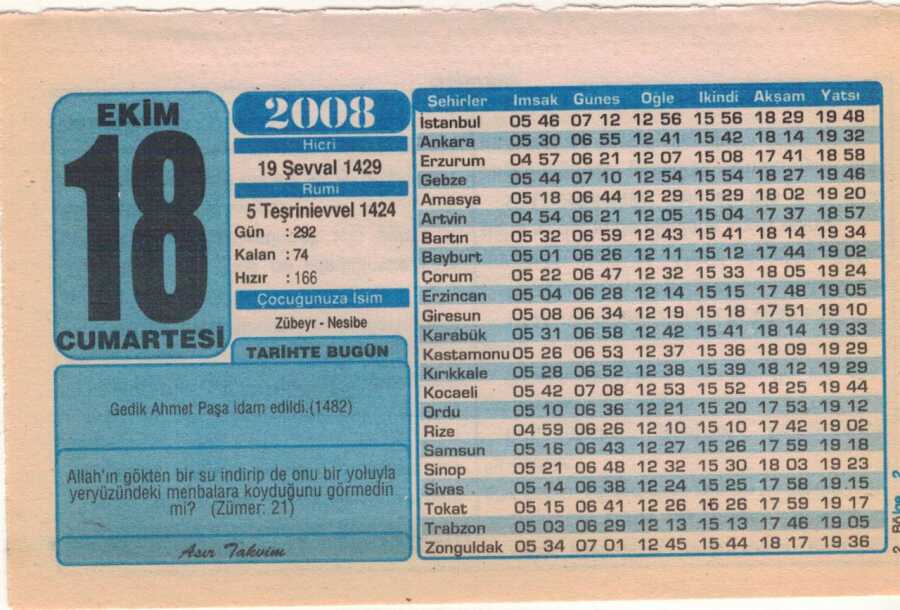 EKİM
18
CUMARTESİ
2008
Hicri
19 Şevval 1429
Rumi
5 Teşrinievvel 1424
Gün : 292
Kalan : 74
Hızır : 166
Çocuğunuza İsim
Zübeyr - Nesibe
TARİHTE BUGÜN
Gedik Ahmet Paşa idam edildi.(1482)
Allah'ın gökten bir su indirip de onu bir yoluyla
yeryüzündeki menbalara koyduğunu görmedin
mi? (Zümer: 21)
Asır Takvim
Sehirler Imsak Günes Oğle Ikindi Aksam Yatsı
İstanbul 05 46 07 12 12 56 15 56 18 29 19 48
Ankara 05 30 06 55 12 41 15 42 18 14 19 32
Erzurum 04 57 06 21 12 07 15 08 17 41 18 58
Gebze 05 44 07 10 12 54 15 54 18 27 19 46
Amasya 05 18 06 44 12 29 15 29 18 02 19 20
Artvin 04 54 06 21 12 05 15 04 17 37 18 57
Bartın 05 32 06 59 12 43 15 41 18 14 19 34
Bayburt 05 01 06 26 12 11 15 12 17 44 19 02
Çorum 05 22 06 47 12 32 15 33 18 05 19 24
Erzincan 05 04 06 28 12 14 15 15 17 48 19 05
Giresun 05 08 06 34 12 19 15 18 17 51 19 10
Karabük 05 31 06 58 12 42 15 41 18 14 19 33
Kastamonu 05 26 06 53 12 37 15 36 18 09 19 29
Kırıkkale 05 28 06 52 12 38 15 39 18 12 19 29
Kocaeli 05 42 07 08 12 53 15 52 18 25 19 44
Ordu 05 10 06 36 12 21 15 20 17 53 19 12
Rize 04 59 06 26 12 10 15 10 17 42 19 02
Samsun 05 16 06 43 12 27 15 26 17 59 19 18
Sinop 05 21 06 48 12 32 15 30 18 03 19 23
Sivas 05 14 06 38 12 24 15 25 17 58 19 15
Tokat 05 15 06 41 12 26 16 26 17 59 19 17
Trabzon 05 03 06 29 12 13 15 13 17 46 19 05
Zonguldak 05 34 07 01 12 45 15 44 18 17 19 36